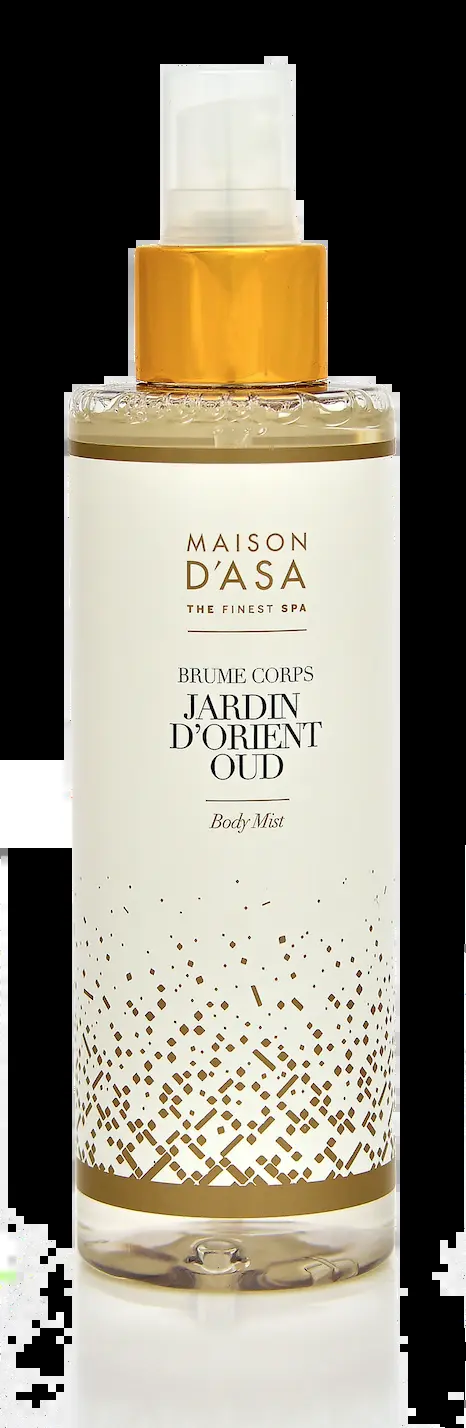 MAISON
D'ASA
THE FINEST SPA
BRUME CORPS
JARDIN
D'ORIENT
OUD
Body Mist